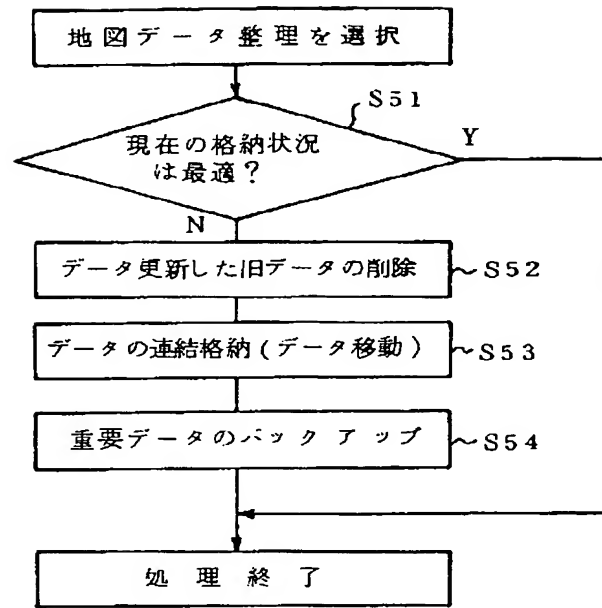 地図データ整理を選択
S51
現在の格納状況
は最適?
Y
N
データ更新した旧データの削除
S52
データの連結格納(データ移動)
S53
重要データのバックアップ
S54
処理終了